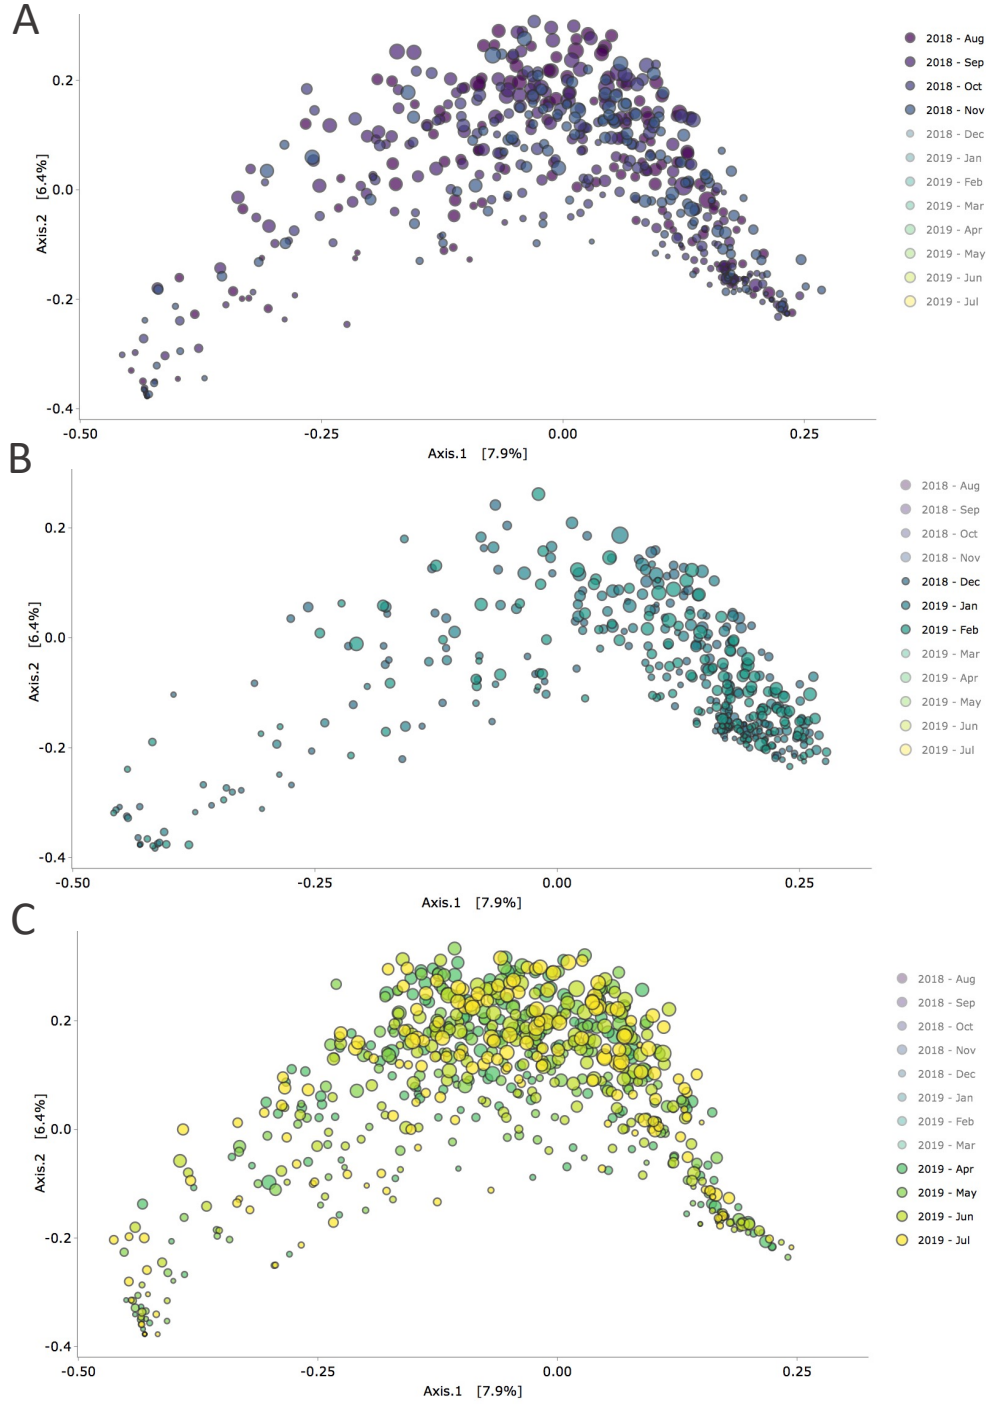 A
0.2
0.0
-0.2
-0.4
Axis.2 [6.4%]
-0.50 -0.25 0.00 0.25
Axis.1 [7.9%]
2018 - Aug
2018 - Sep
2018 - Oct
2018 - Nov
2018 - Dec
2019 - Jan
2019 - Feb
2019 - Mar
2019 - Apr
2019 - May
2019 - Jun
2019 - Jul
B
0.2
0.0
-0.2
-0.4
Axis.2 [6.4%]
-0.50 -0.25 0.00 0.25
Axis.1 [7.9%]
2018 - Aug
2018 - Sep
2018 - Oct
2018 - Nov
2018 - Dec
2019 - Jan
2019 - Feb
2019 - Mar
2019 - Apr
2019 - May
2019 - Jun
2019 - Jul
C
0.2
0.0
-0.2
-0.4
Axis.2 [6.4%]
-0.50 -0.25 0.00 0.25
Axis.1 [7.9%]
2018 - Aug
2018 - Sep
2018 - Oct
2018 - Nov
2018 - Dec
2019 - Jan
2019 - Feb
2019 - Mar
2019 - Apr
2019 - May
2019 - Jun
2019 - Jul